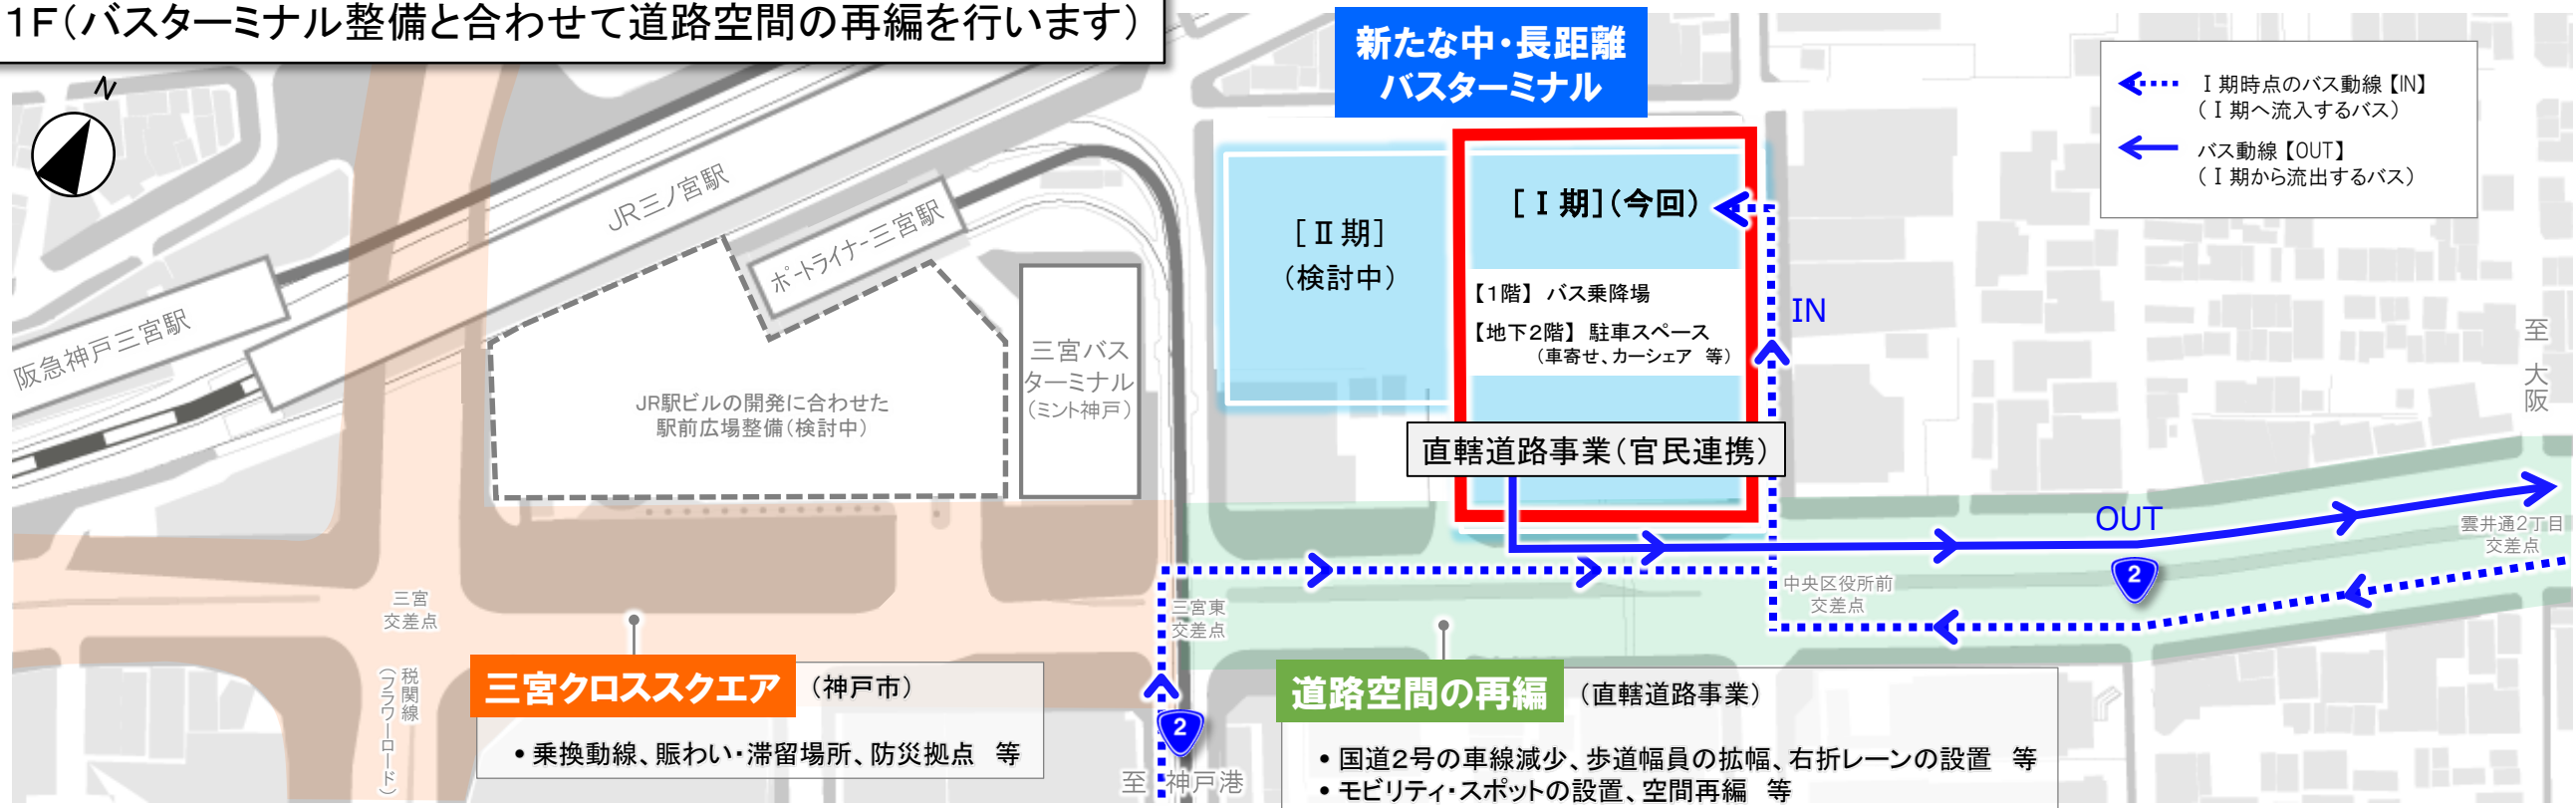 1F(バスターミナル整備と合わせて道路空間の再編を行います)
N
新たな中・長距離
バスターミナル
Ⅰ期時点のバス動線【IN】
(Ⅰ期へ流入するバス)
バス動線【OUT】
(Ⅰ期から流出するバス)
JR三ノ宮駅
ポートライナー三宮駅
阪急神戸三宮駅
[Ⅱ期]
(検討中)
[Ⅰ期](今回)
【1階】 バス乗降場
【地下2階】 駐車スペース
(車寄せ、カーシェア 等)
IN
至 大阪
三宮バス
ターミナル
(ミント神戸)
JR駅ビルの開発に合わせた
駅前広場整備(検討中)
直轄道路事業(官民連携)
OUT
雲井通2丁目
交差点
2
中央区役所前
交差点
三宮
交差点
三宮東
交差点
税関線
(フラワーロード)
三宮クロススクエア (神戸市)
• 乗換動線、賑わい・滞留場所、防災拠点 等
2
至 神戸港
道路空間の再編 (直轄道路事業)
• 国道2号の車線減少、歩道幅員の拡幅、右折レーンの設置 等
• モビリティ・スポットの設置、空間再編 等